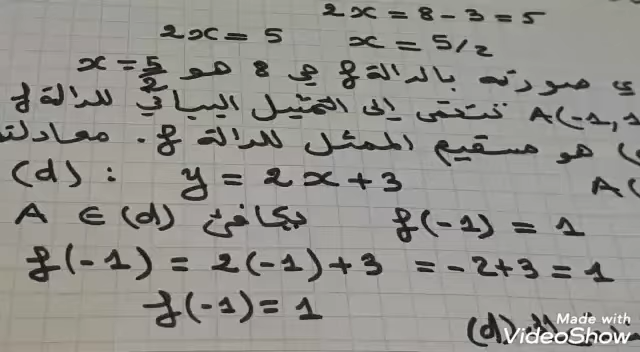 2x = 8 - 3 = 5
2x = 5 x = 5/2
صورته بالدالة f هي 8 هو x = 5/2
A(-1, 1 تنتمي إلى التمثيل البياني للدالة f
(d) هو مستقيم الممثل للدالة f. معادلته
(d) : y = 2x + 3 A(
A ∈ (d) يكافئ f(-1) = 1
f(-1) = 2(-1) + 3 = -2 + 3 = 1
f(-1) = 1
(d)
Made with
VideoShow